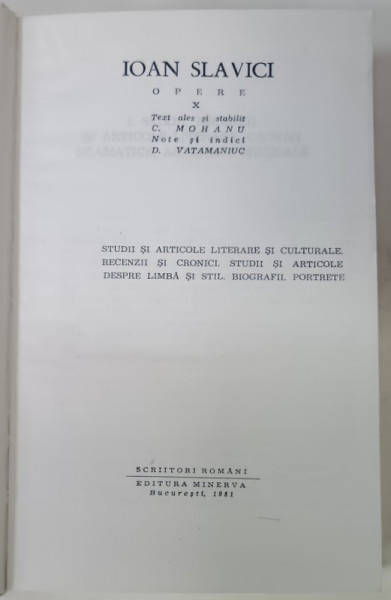 IOAN SLAVICI
OPERE
X
Text ales și stabilit
C. MOHANU
Note și indici
D. VATAMANIUC
STUDII ȘI ARTICOLE LITERARE ȘI CULTURALE.
RECENZII ȘI CRONICI. STUDII ȘI ARTICOLE
DESPRE LIMBĂ ȘI STIL. BIOGRAFII. PORTRETE
SCRIITORI ROMÂNI
EDITURA MINERVA
București, 1981